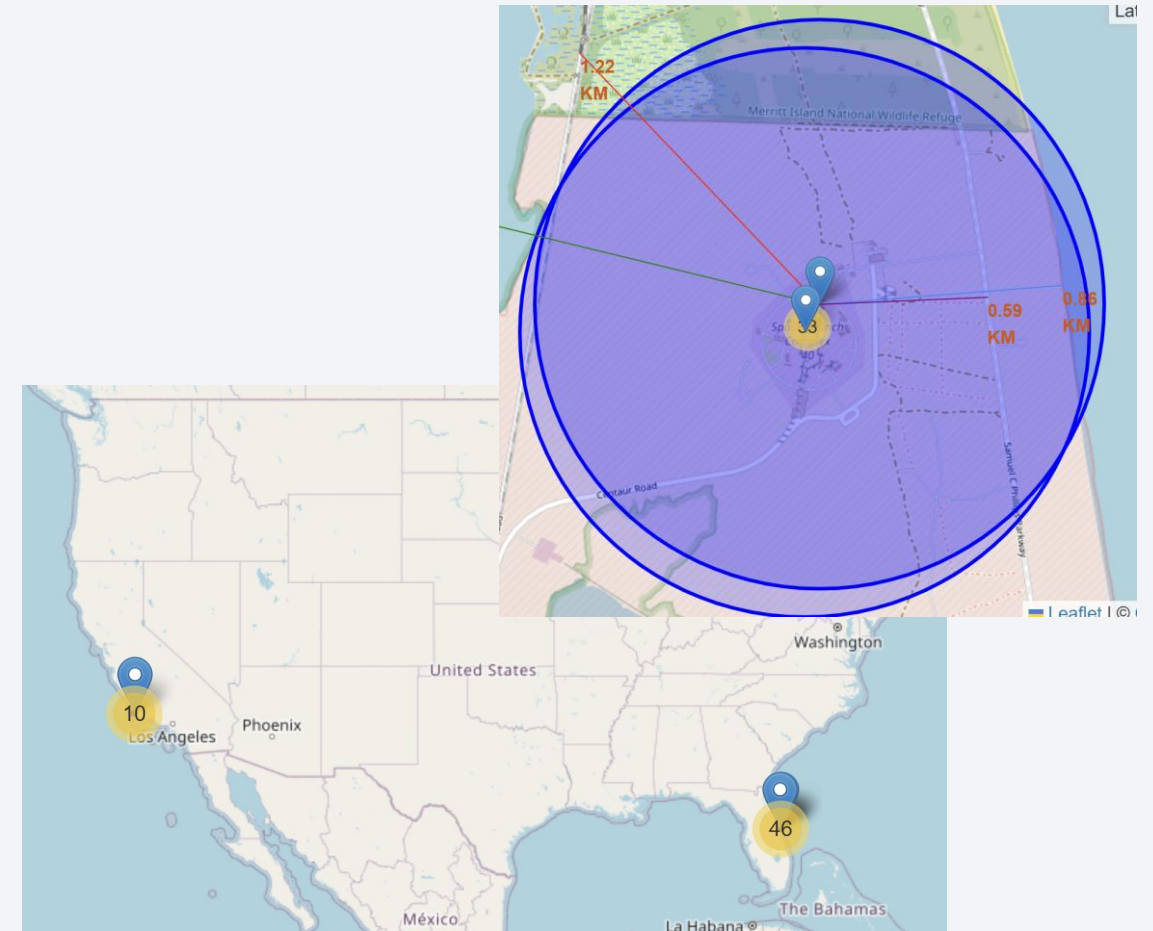 Lat
1.22
KM
Merritt Island National Wildlife Refuge
0.86
KM
0.59
KM
33
40
Centaur Road
Samuel C Phillips Parkway
Leaflet | ©
Washington
United States
10
Los Angeles
Phoenix
46
The Bahamas
México
La Habana